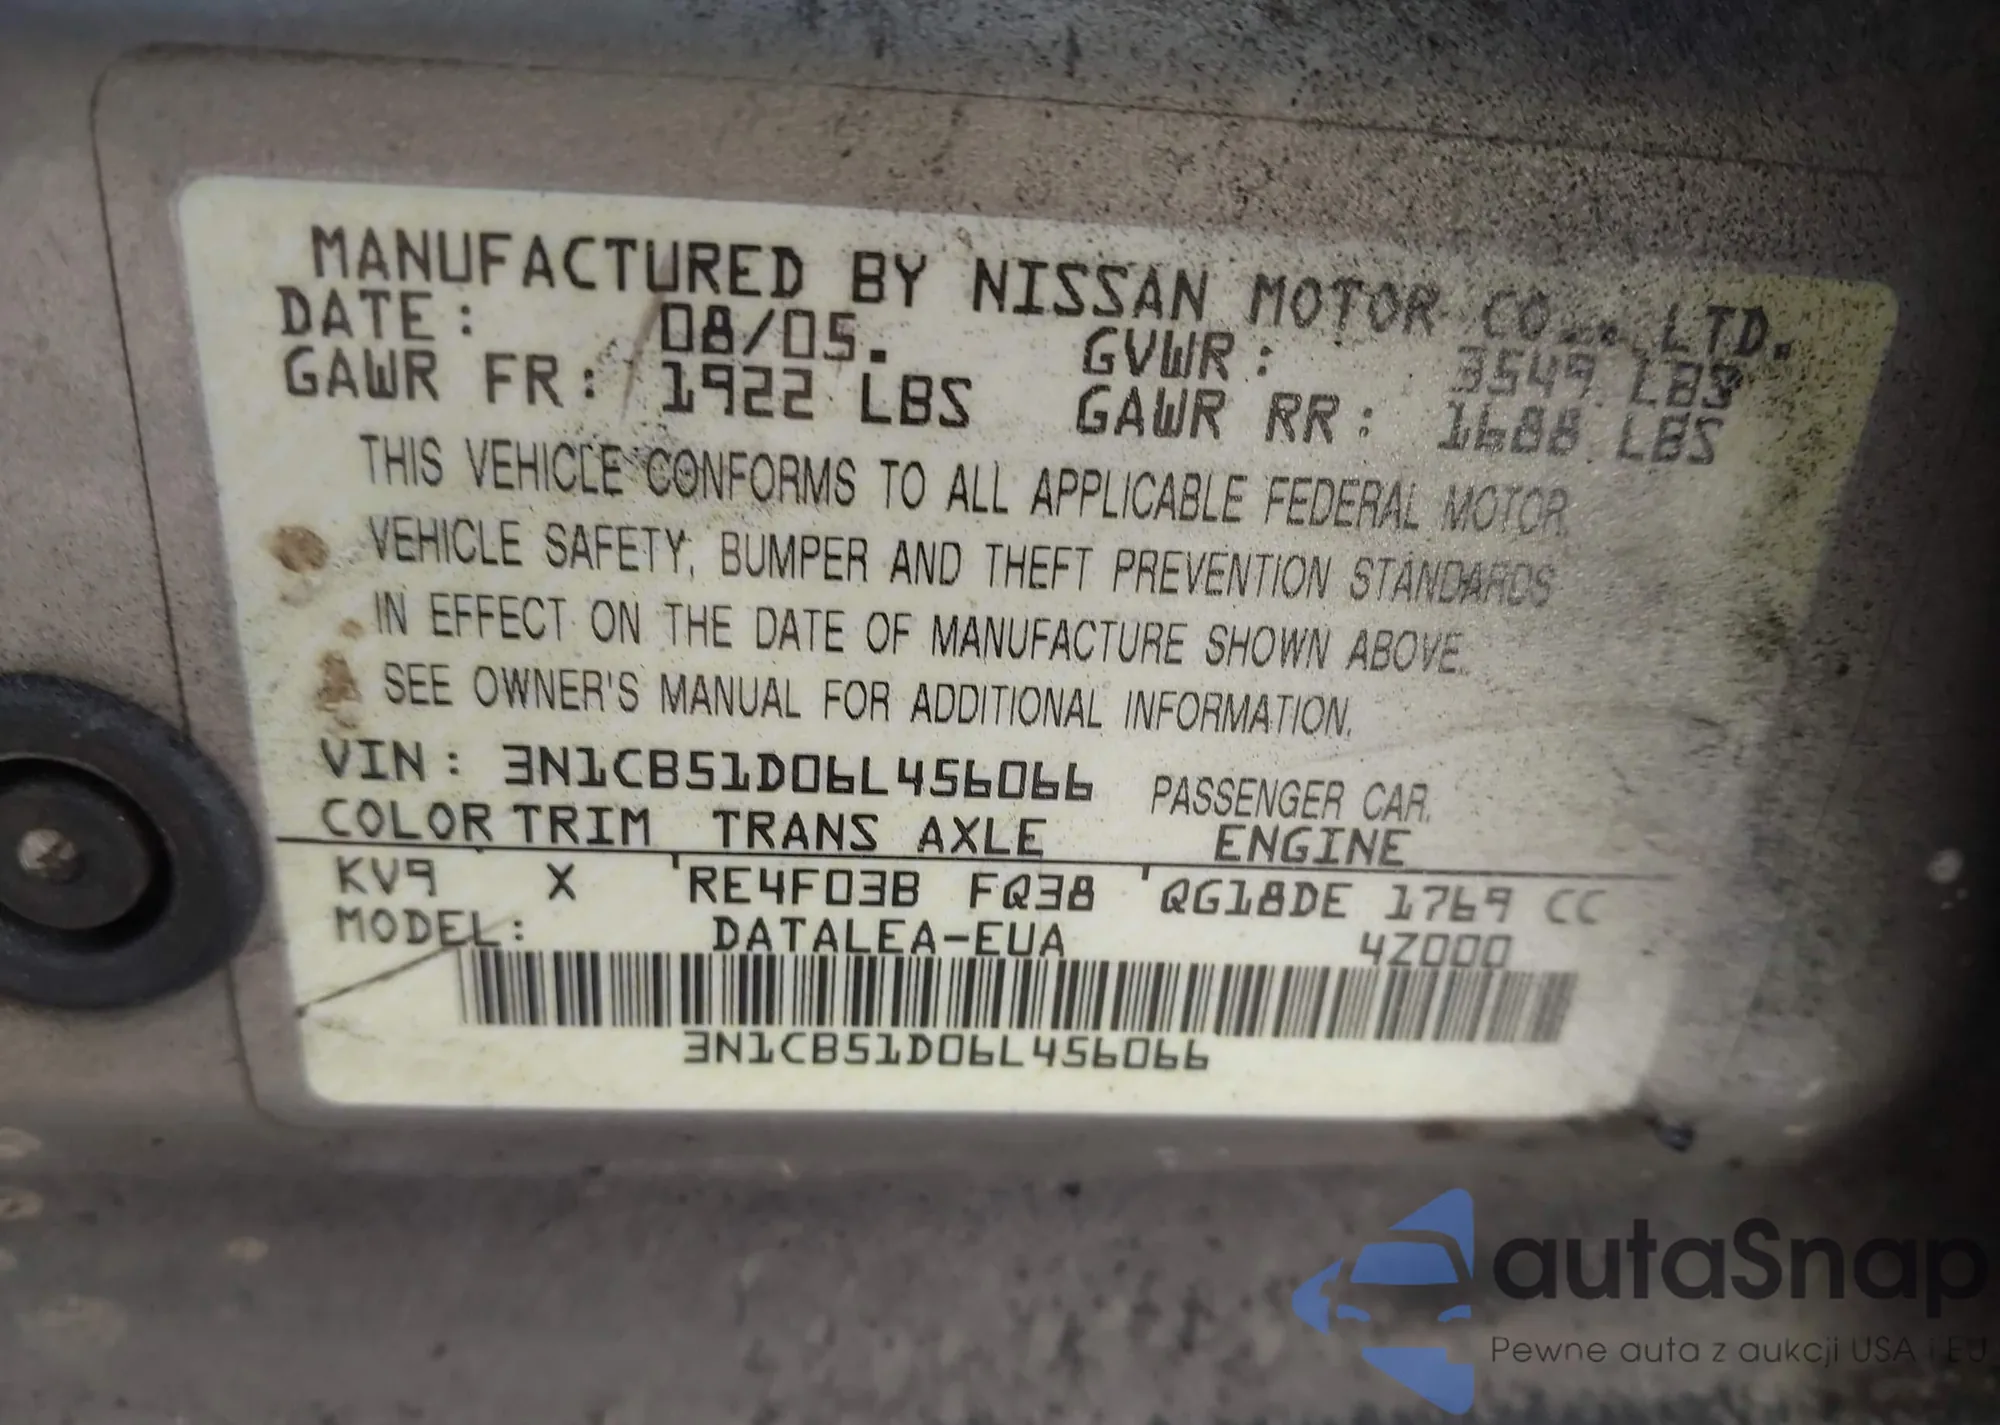 MANUFACTURED BY NISSAN MOTOR CO., LTD.
DATE: 08/05. GVWR: 3549 LBS
GAWR FR: 1922 LBS GAWR RR: 1688 LBS
THIS VEHICLE CONFORMS TO ALL APPLICABLE FEDERAL MOTOR
VEHICLE SAFETY, BUMPER AND THEFT PREVENTION STANDARDS
IN EFFECT ON THE DATE OF MANUFACTURE SHOWN ABOVE.
SEE OWNER'S MANUAL FOR ADDITIONAL INFORMATION.
VIN: 3N1CB51D06L456066 PASSENGER CAR.
COLOR TRIM TRANS AXLE ENGINE
KV9 X RE4F03B FQ38 QG18DE 1769 CC
MODEL: DATALEA-EUA 4Z000
3N1CB51D06L456066
autaSnap
Pewne auta z aukcji USA i EU